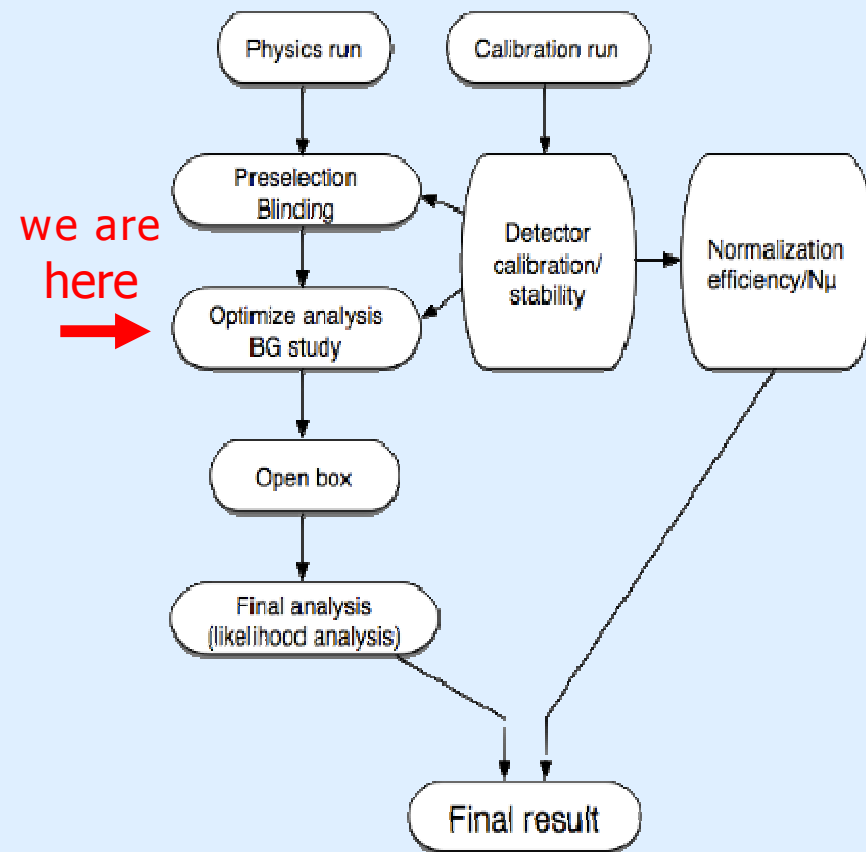 Physics run
Calibration run
Preselection
Blinding
we are
here
Detector
calibration/
stability
Normalization
efficiency/Nμ
Optimize analysis
BG study
Open box
Final analysis
(likelihood analysis)
Final result